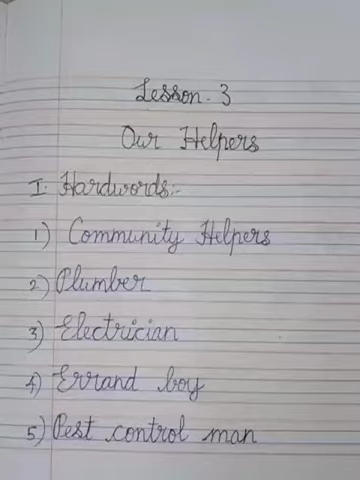 Lesson - 3
Our Helpers
I. Hardwords:-
1) Community Helpers
2) Plumber
3) Electrician
4) Errand boy
5) Pest control man